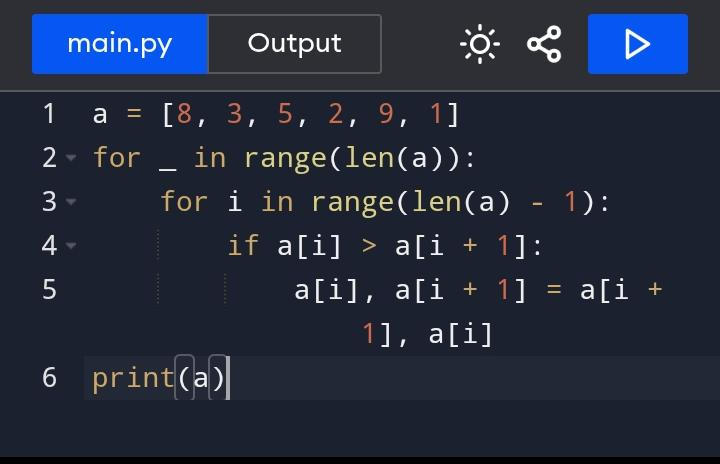 main.py Output
1 a = [8, 3, 5, 2, 9, 1]
2 for _ in range(len(a)):
3     for i in range(len(a) - 1):
4         if a[i] > a[i + 1]:
5             a[i], a[i + 1] = a[i +
1], a[i]
6 print(a)